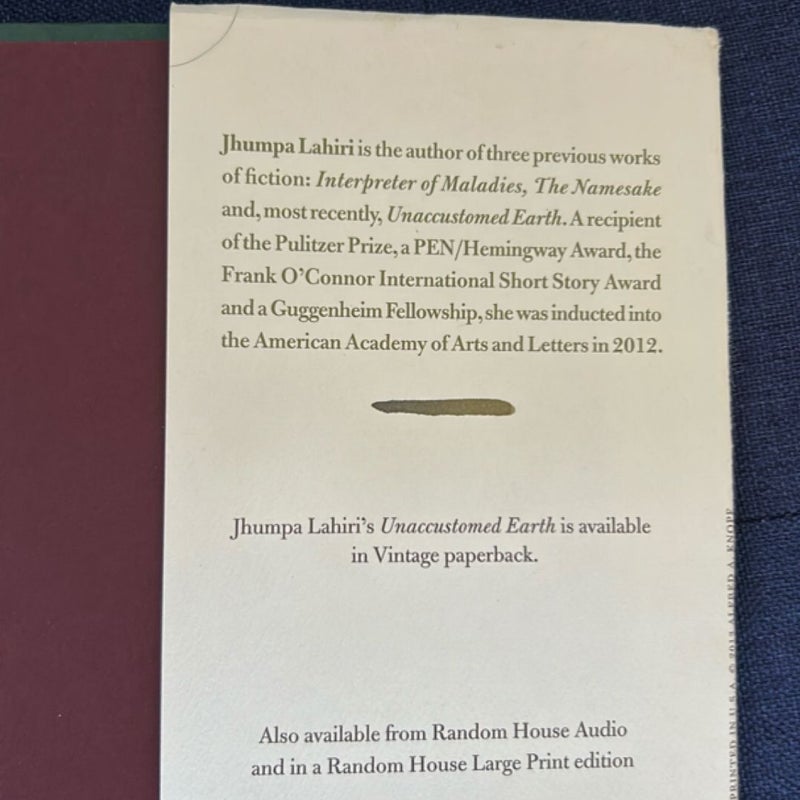 Jhumpa Lahiri is the author of three previous works
of fiction: Interpreter of Maladies, The Namesake
and, most recently, Unaccustomed Earth. A recipient
of the Pulitzer Prize, a PEN/Hemingway Award, the
Frank O’Connor International Short Story Award
and a Guggenheim Fellowship, she was inducted into
the American Academy of Arts and Letters in 2012.
Jhumpa Lahiri’s Unaccustomed Earth is available
in Vintage paperback.
Also available from Random House Audio
and in a Random House Large Print edition
PRINTED IN U.S.A. © 2013 ALFRED A. KNOPF